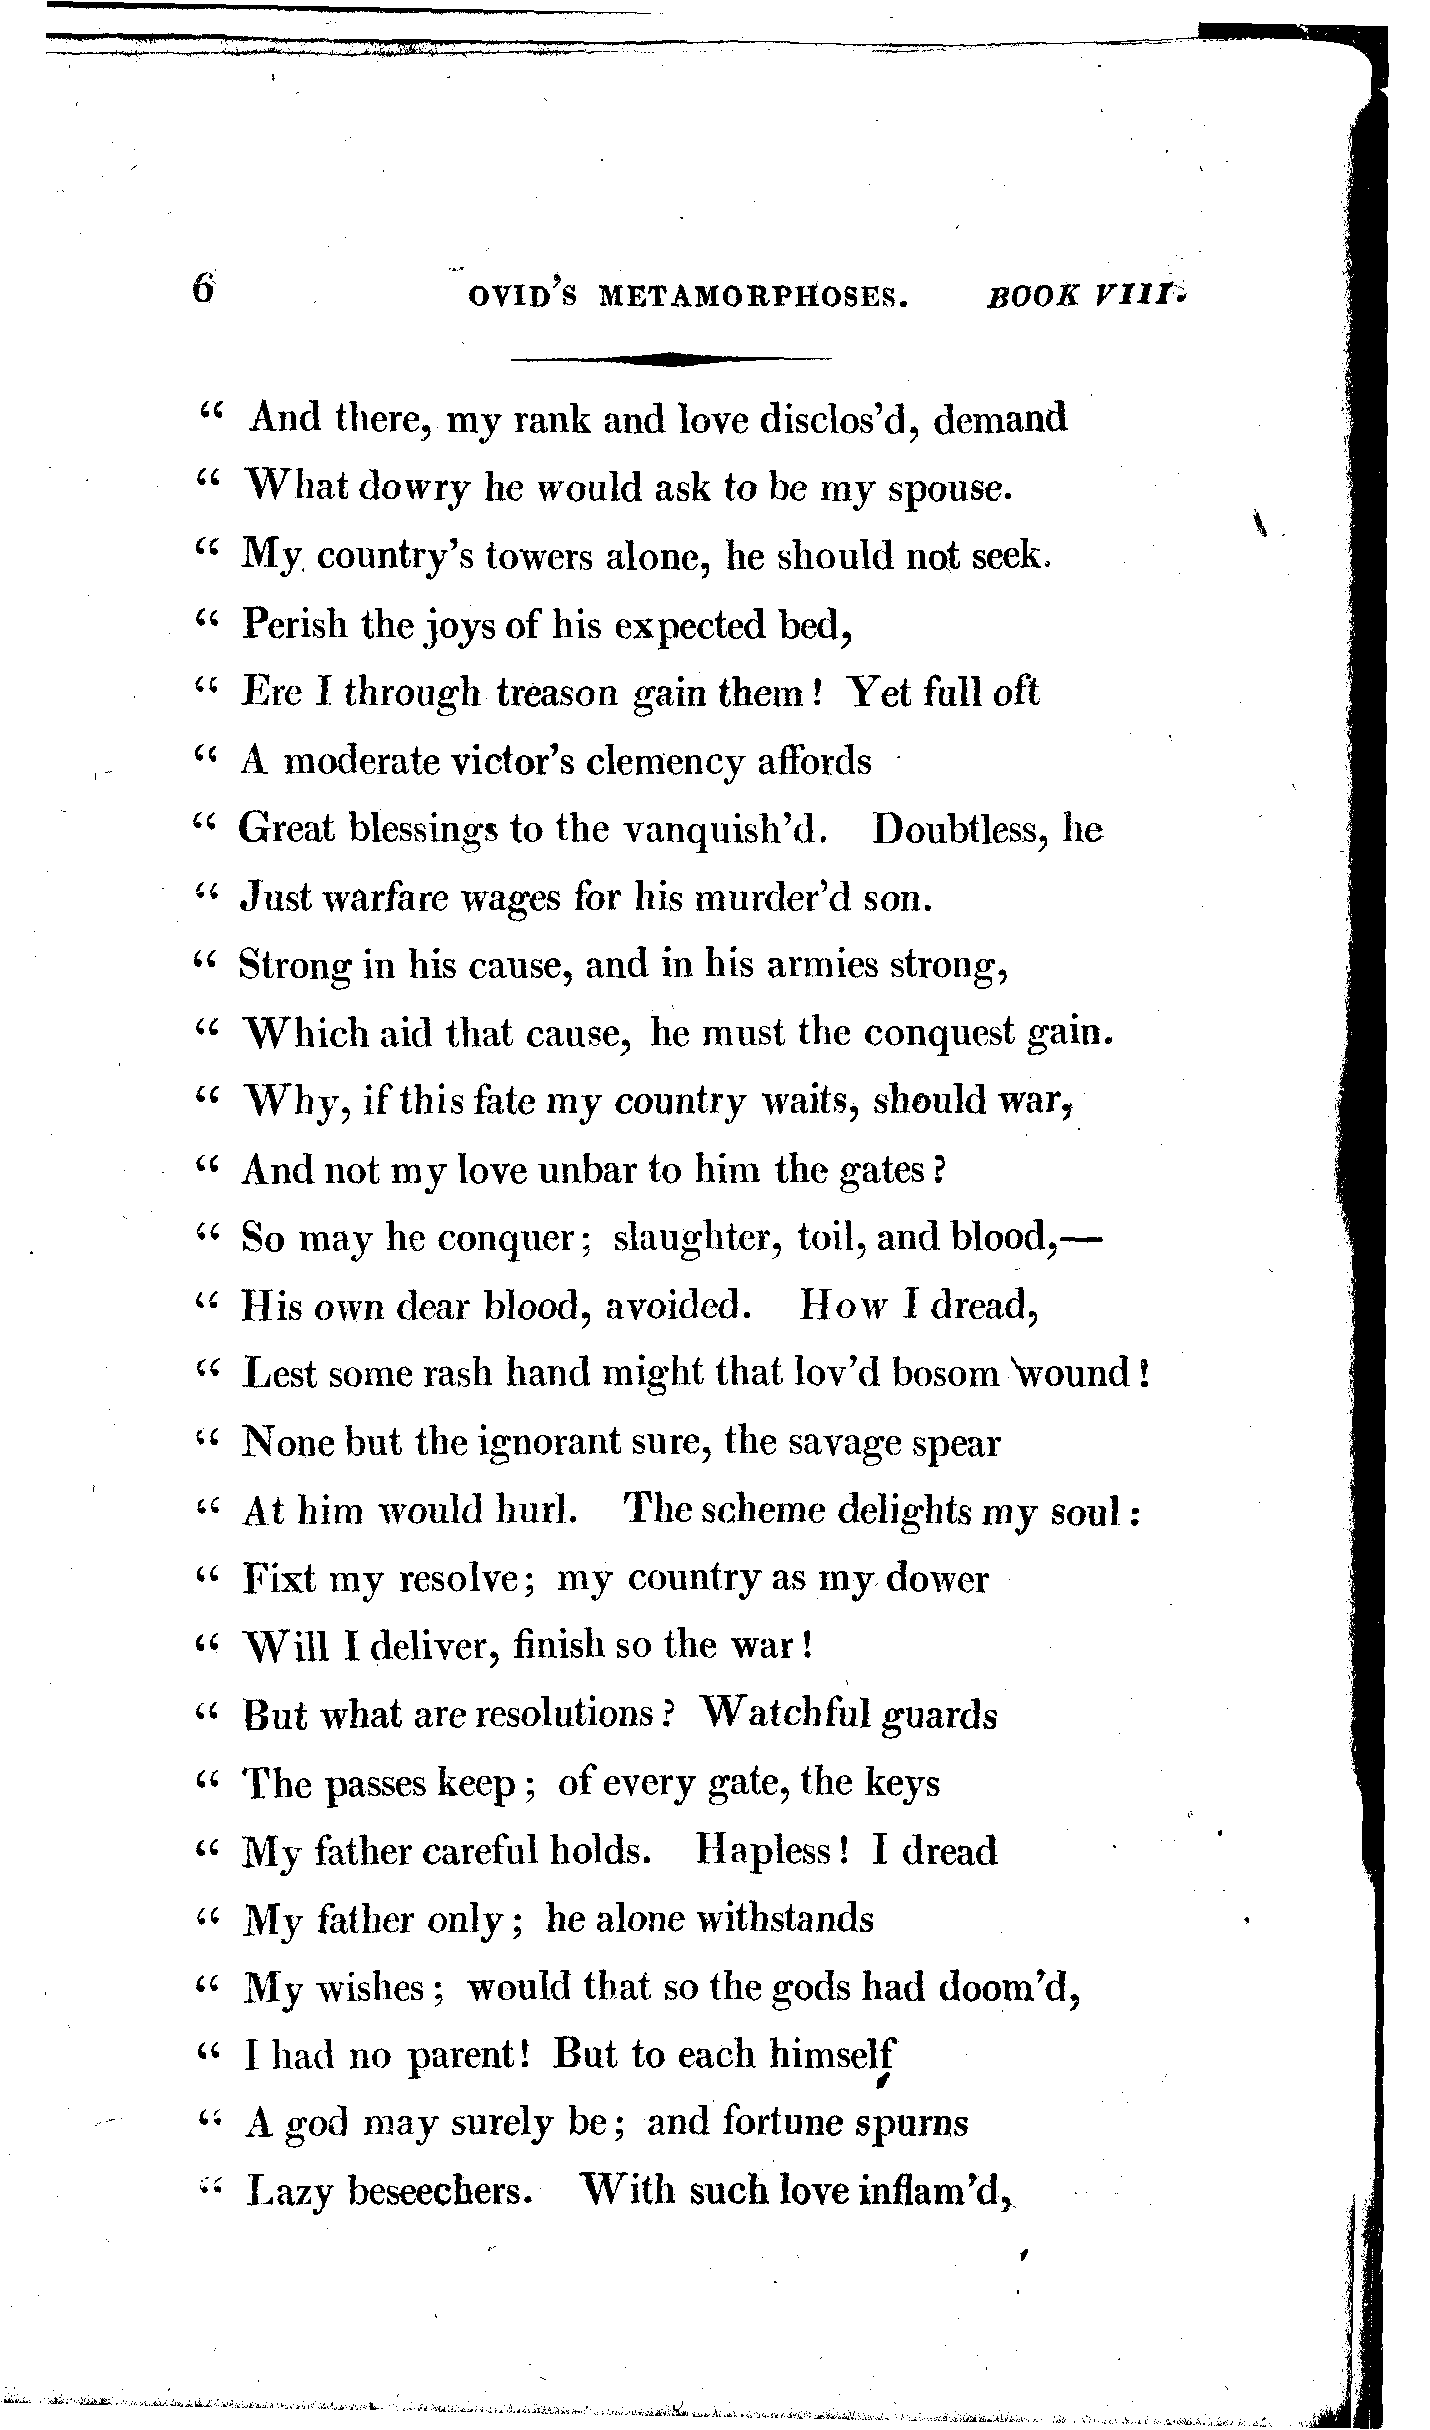 6 OVID'S METAMORPHOSES. BOOK VIII.
“ And there, my rank and love disclos'd, demand
“ What dowry he would ask to be my spouse.
“ My country's towers alone, he should not seek.
“ Perish the joys of his expected bed,
“ Ere I through treason gain them! Yet full oft
“ A moderate victor's clemency affords
“ Great blessings to the vanquish'd. Doubtless, he
“ Just warfare wages for his murder'd son.
“ Strong in his cause, and in his armies strong,
“ Which aid that cause, he must the conquest gain.
“ Why, if this fate my country waits, should war,
“ And not my love unbar to him the gates?
“ So may he conquer; slaughter, toil, and blood,—
“ His own dear blood, avoided. How I dread,
“ Lest some rash hand might that lov'd bosom wound!
“ None but the ignorant sure, the savage spear
“ At him would hurl. The scheme delights my soul:
“ Fixt my resolve; my country as my dower
“ Will I deliver, finish so the war!
“ But what are resolutions? Watchful guards
“ The passes keep; of every gate, the keys
“ My father careful holds. Hapless! I dread
“ My father only; he alone withstands
“ My wishes; would that so the gods had doom'd,
“ I had no parent! But to each himself
“ A god may surely be; and fortune spurns
“ Lazy beseechers. With such love inflam'd,